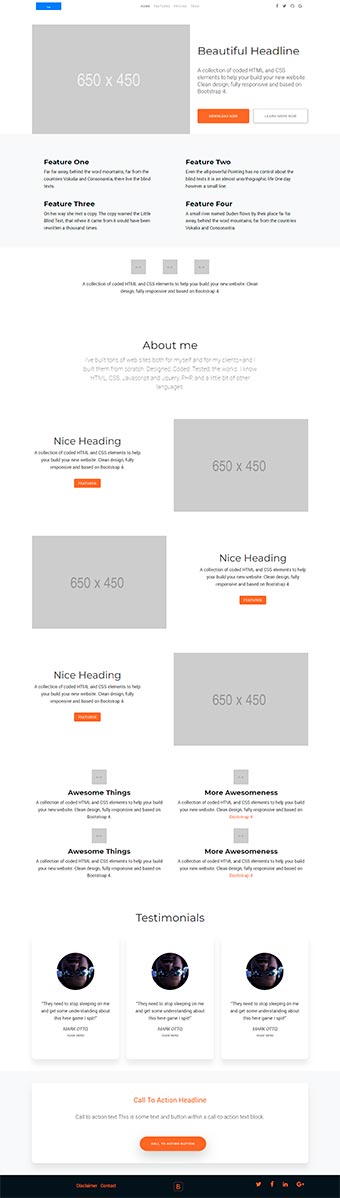 HOME FEATURES PRICING TEAM
650 x 450
Beautiful Headline
A collection of coded HTML and CSS
elements to help your build your new website.
Clean design, fully responsive and based on
Bootstrap 4.
DOWNLOAD NOW
LEARN MORE NOW
Feature One
Far far away, behind the word mountains, far from the
countries Vokalia and Consonantia, there live the blind
texts.
Feature Two
Even the all-powerful Pointing has no control about the
blind texts it is an almost unorthographic life One day
however a small line
Feature Three
On her way she met a copy. The copy warned the Little
Blind Text, that where it came from it would have been
rewritten a thousand times.
Feature Four
A small river named Duden flows by their place far far
away, behind the word mountains, far from the countries
Vokalia and Consonantia.
A collection of coded HTML and CSS elements to help your build your new website. Clean
design, fully responsive and based on Bootstrap 4.
About me
I've built tons of web sites both for myself and for my clients-and I
built them from scratch. Designed. Coded. Tested. the works. I know
HTML, CSS, Javascript and Jquery, PHP, and a little bit of other
languages.
Nice Heading
A collection of coded HTML and CSS elements to help
your build your new website. Clean design, fully
responsive and based on Bootstrap 4.
FEATURES
650 x 450
650 x 450
Nice Heading
A collection of coded HTML and CSS elements to help
your build your new website. Clean design, fully
responsive and based on Bootstrap 4.
FEATURES
Nice Heading
A collection of coded HTML and CSS elements to help
your build your new website. Clean design, fully
responsive and based on Bootstrap 4.
FEATURES
650 x 450
Awesome Things
A collection of coded HTML and CSS elements to help your build
your new website. Clean design, fully responsive and based on
Bootstrap 4.
More Awesomeness
A collection of coded HTML and CSS elements to help your build
your new website. Clean design, fully responsive and based on
Bootstrap 4
Awesome Things
A collection of coded HTML and CSS elements to help your build
your new website. Clean design, fully responsive and based on
Bootstrap 4.
More Awesomeness
A collection of coded HTML and CSS elements to help your build
your new website. Clean design, fully responsive and based on
Bootstrap 4
Testimonials
"They need to stop sleeping on me
and get some understanding about
this here game I spit!"
MARK OTTO,
"They need to stop sleeping on me
and get some understanding about
this here game I spit!"
MARK OTTO,
"They need to stop sleeping on me
and get some understanding about
this here game I spit!"
MARK OTTO,
Call To Action Headline
Call to action text This is some text and button within a call to action text block.
CALL TO ACTION BUTTON
Disclaimer Contact
B